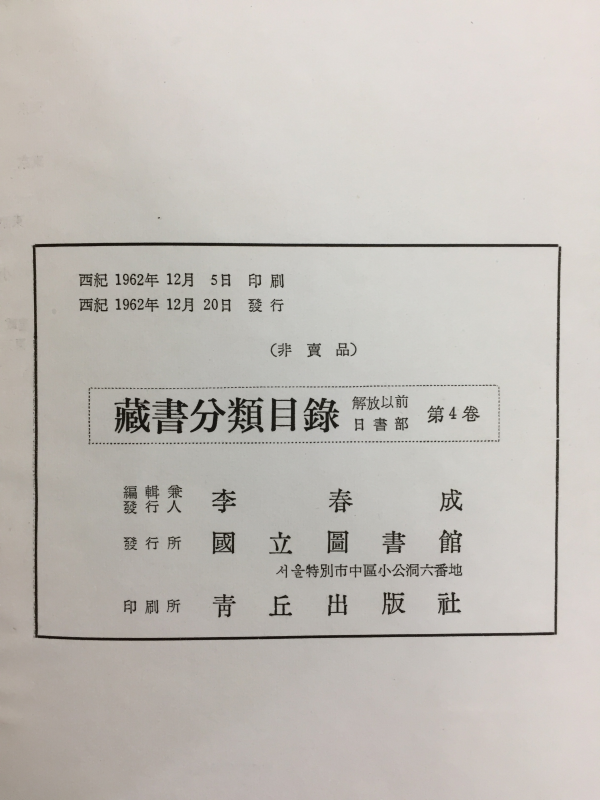 西紀 1962年 12月 5日 印刷
西紀 1962年 12月 20日 發行
(非賣品)
藏書分類目錄 解放以前 日書部 第4卷
編輯兼 發行人 李春成
發行所 國立圖書館
서울特別市中區小公洞六番地
印刷所 靑丘出版社